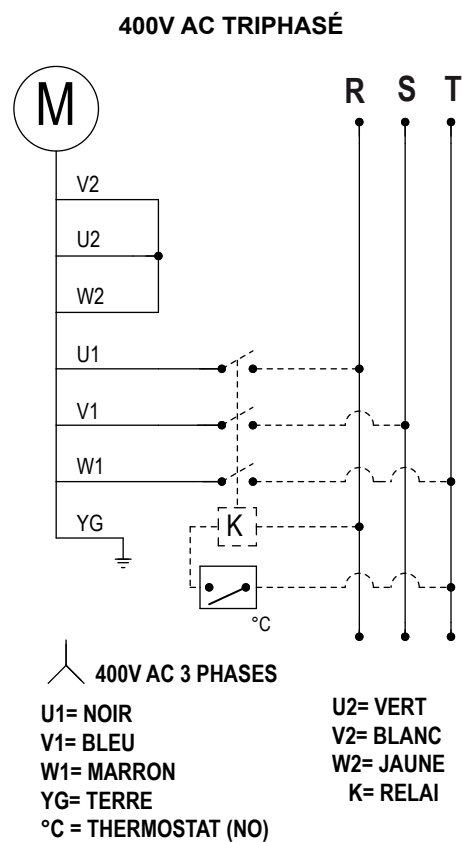 400V AC TRIPHASÉ
M
R S T
V2
U2
W2
U1
V1
W1
YG
K
°C
400V AC 3 PHASES
U1= NOIR
V1= BLEU
W1= MARRON
YG= TERRE
°C = THERMOSTAT (NO)
U2= VERT
V2= BLANC
W2= JAUNE
K= RELAI